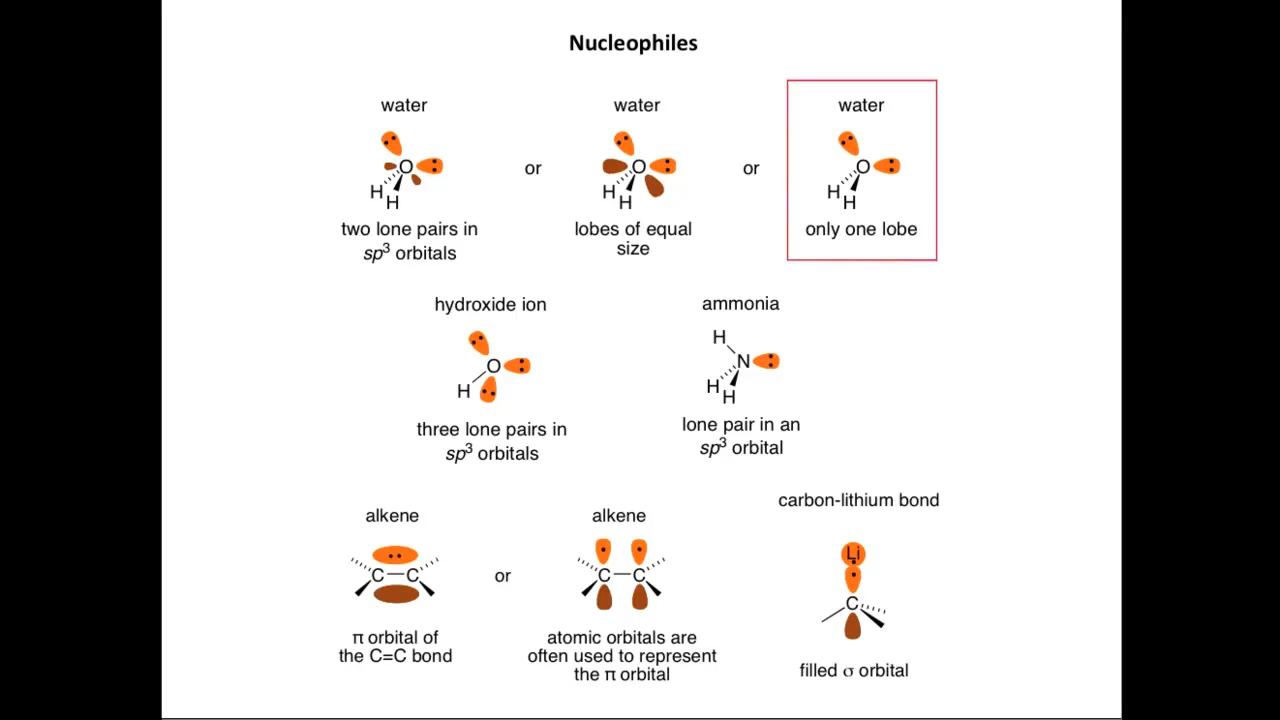 Nucleophiles
water
water
water
O
H
H
or
O
H
H
or
O
H
H
two lone pairs in
sp³ orbitals
lobes of equal
size
only one lobe
hydroxide ion
ammonia
O
H
H
N
H
H
three lone pairs in
sp³ orbitals
lone pair in an
sp³ orbital
alkene
alkene
carbon-lithium bond
C C
or
C C
Li
C
π orbital of
the C=C bond
atomic orbitals are
often used to represent
the π orbital
filled σ orbital